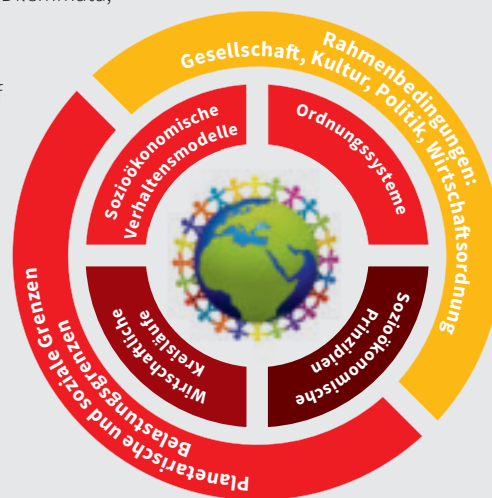 Rahmenbedingungen:
Gesellschaft, Kultur, Politik, Wirtschaftsordnung
Sozioökonomische
Verhaltensmodelle
Ordnungssysteme
Wirtschaftliche
Kreisläufe
Sozioökonomische
Prinzipien
Planetarische und soziale Grenzen
Belastungsgrenzen